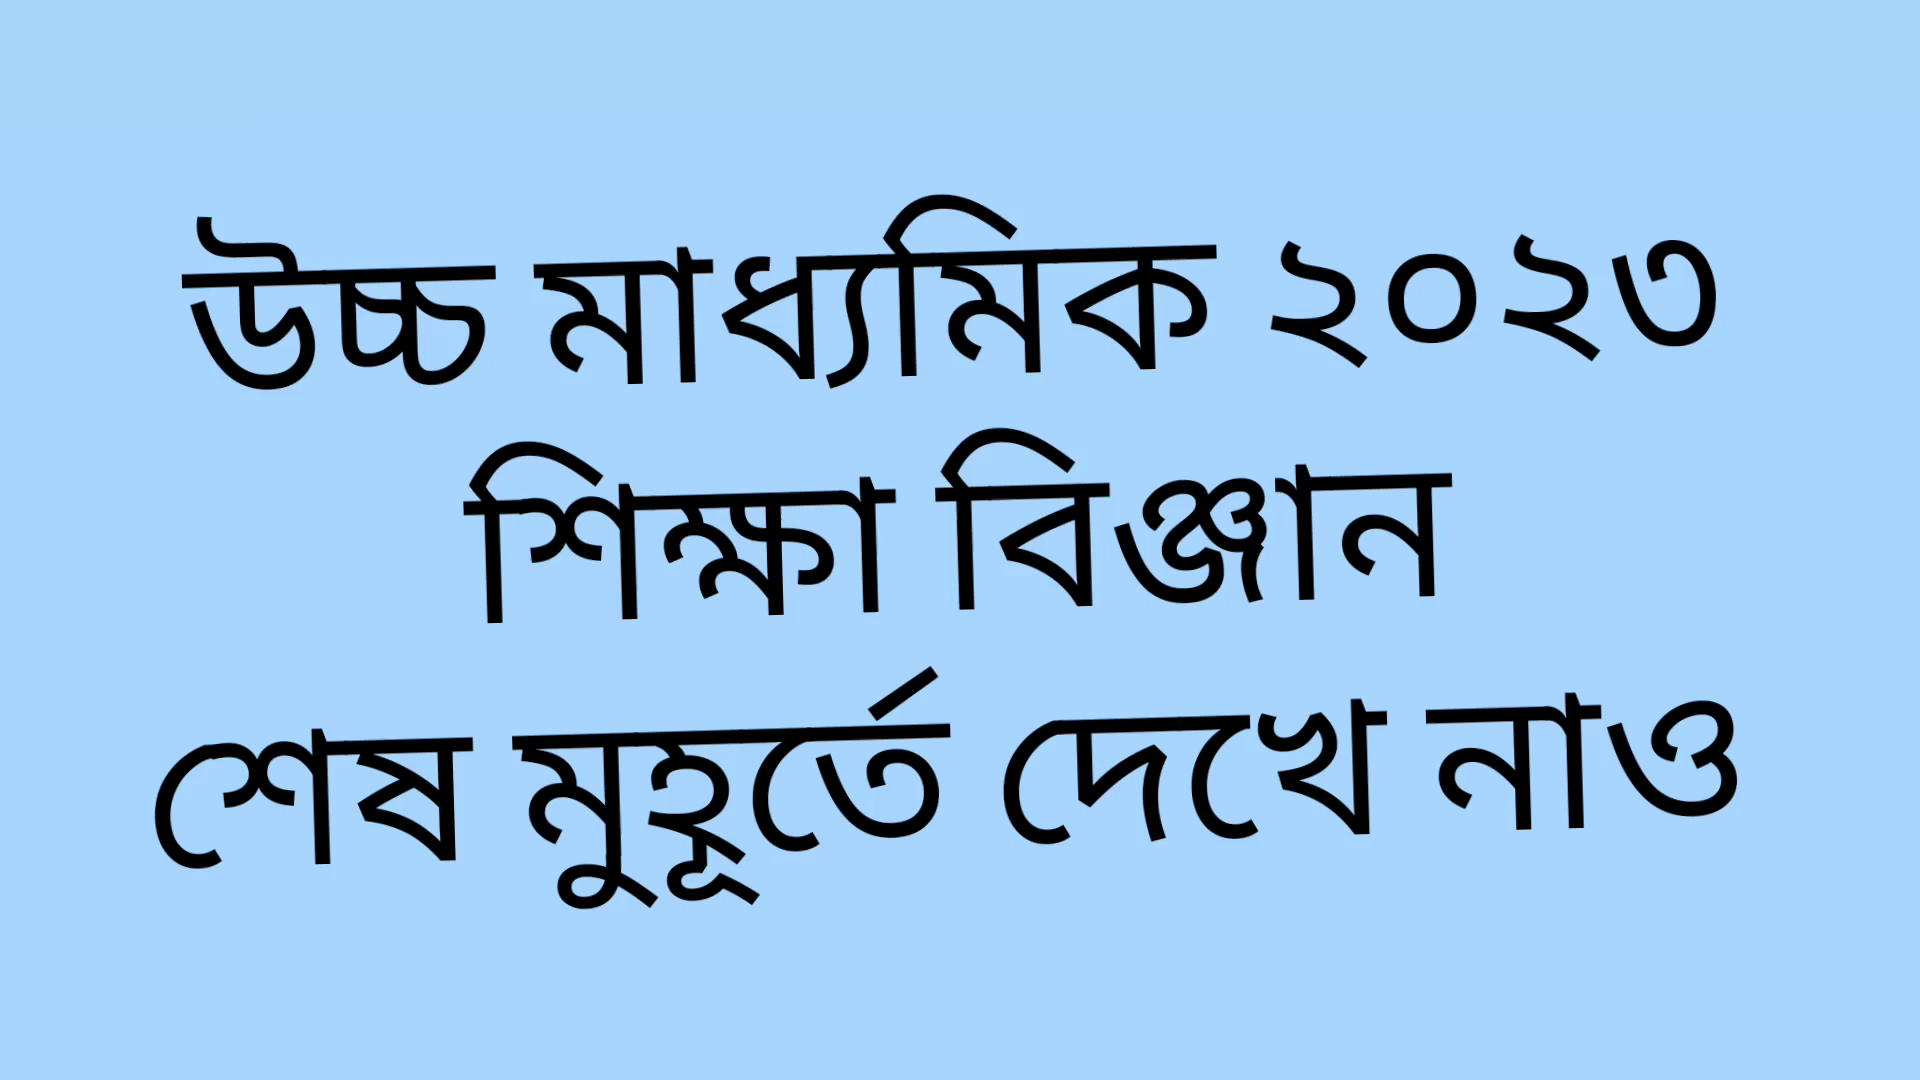 উচ্চ মাধ্যমিক ২০২৩
শিক্ষা বিজ্ঞান
শেষ মুহূর্তে দেখে নাও